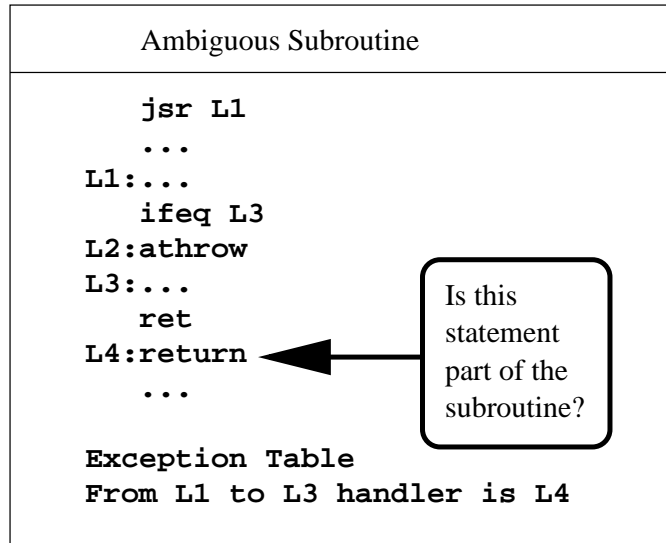 Ambiguous Subroutine
jsr L1
...
L1:...
ifeq L3
L2:athrow
L3:...
ret
L4:return
...
Is this
statement
part of the
subroutine?
Exception Table
From L1 to L3 handler is L4